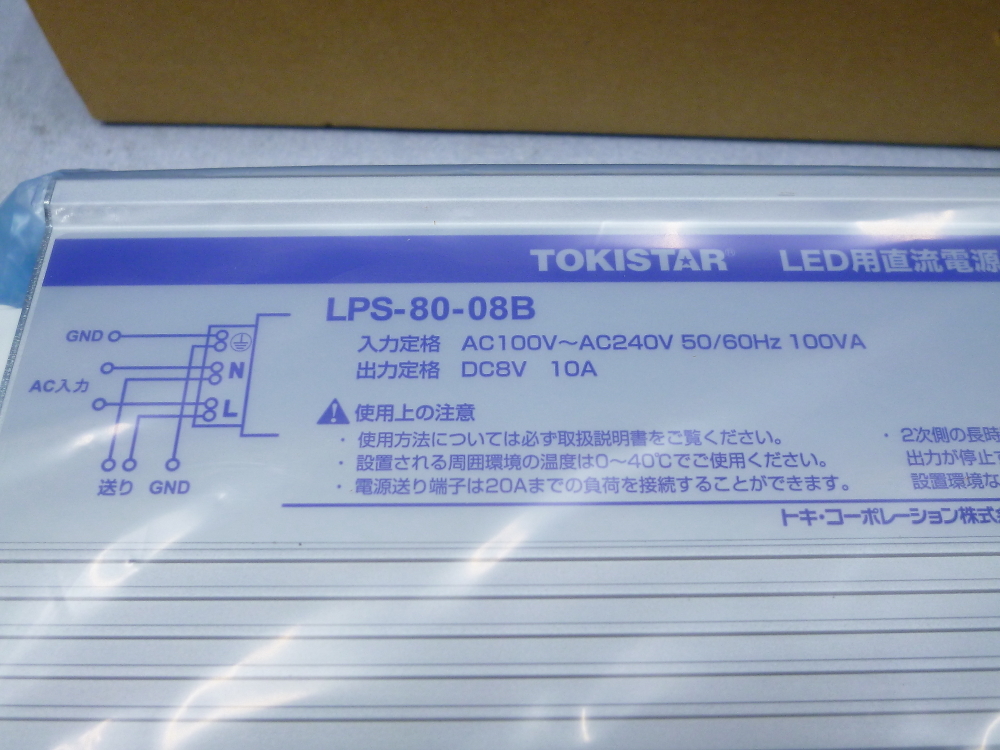 TOKISTAR® LED用直流電源
LPS-80-08B
入力定格 AC100V～AC240V 50/60Hz 100VA
出力定格 DC8V 10A
GND
N
AC入力
L
送り GND
使用上の注意
・使用方法については必ず取扱説明書をご覧ください。
・設置される周囲環境の温度は0～40℃でご使用ください。
・電源送り端子は20Aまでの負荷を接続することができます。
・2次側の長時
出力が停止す
設置環境な
トキ・コーポレーション株式会